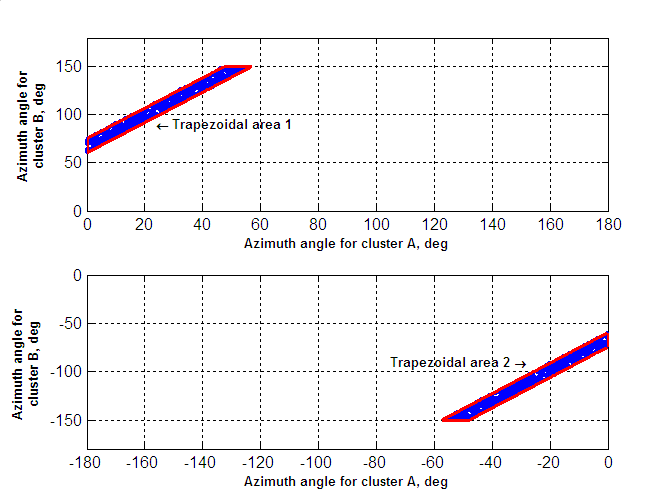 150
100
50
0
Azimuth angle for
cluster B, deg
← Trapezoidal area 1
0 20 40 60 80 100 120 140 160 180
Azimuth angle for cluster A, deg
0
-50
-100
-150
Azimuth angle for
cluster B, deg
Trapezoidal area 2 →
-180 -160 -140 -120 -100 -80 -60 -40 -20 0
Azimuth angle for cluster A, deg